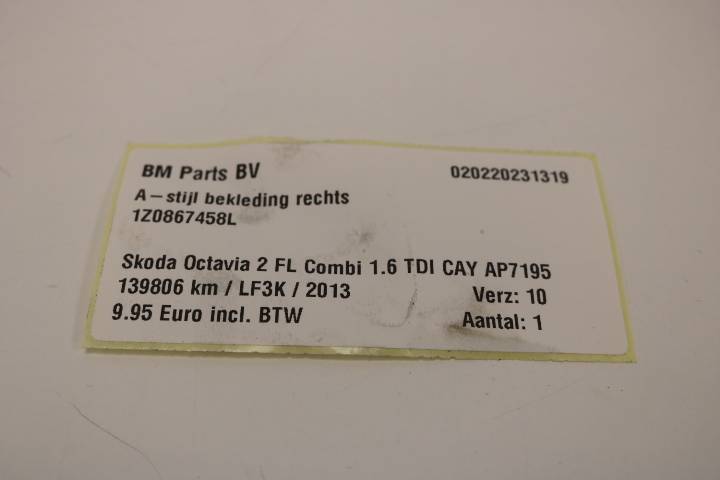 BM Parts BV 020220231319
A-stijl bekleding rechts
1Z0867458L
Skoda Octavia 2 FL Combi 1.6 TDI CAY AP7195
139806 km / LF3K / 2013 Verz: 10
9.95 Euro incl. BTW Aantal: 1